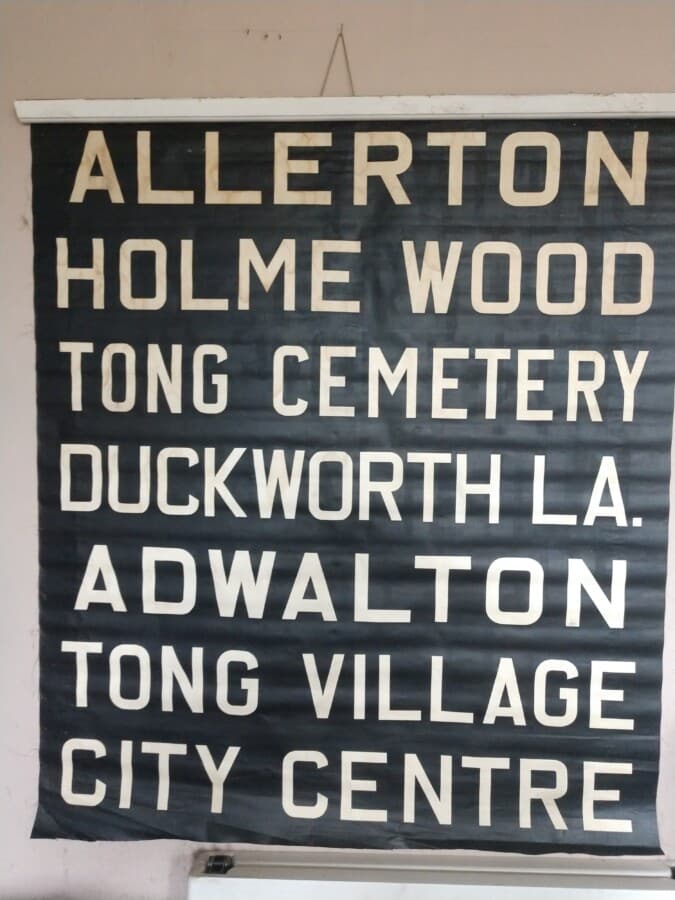 ALLERTON
HOLME WOOD
TONG CEMETERY
DUCKWORTH LA.
ADWALTON
TONG VILLAGE
CITY CENTRE